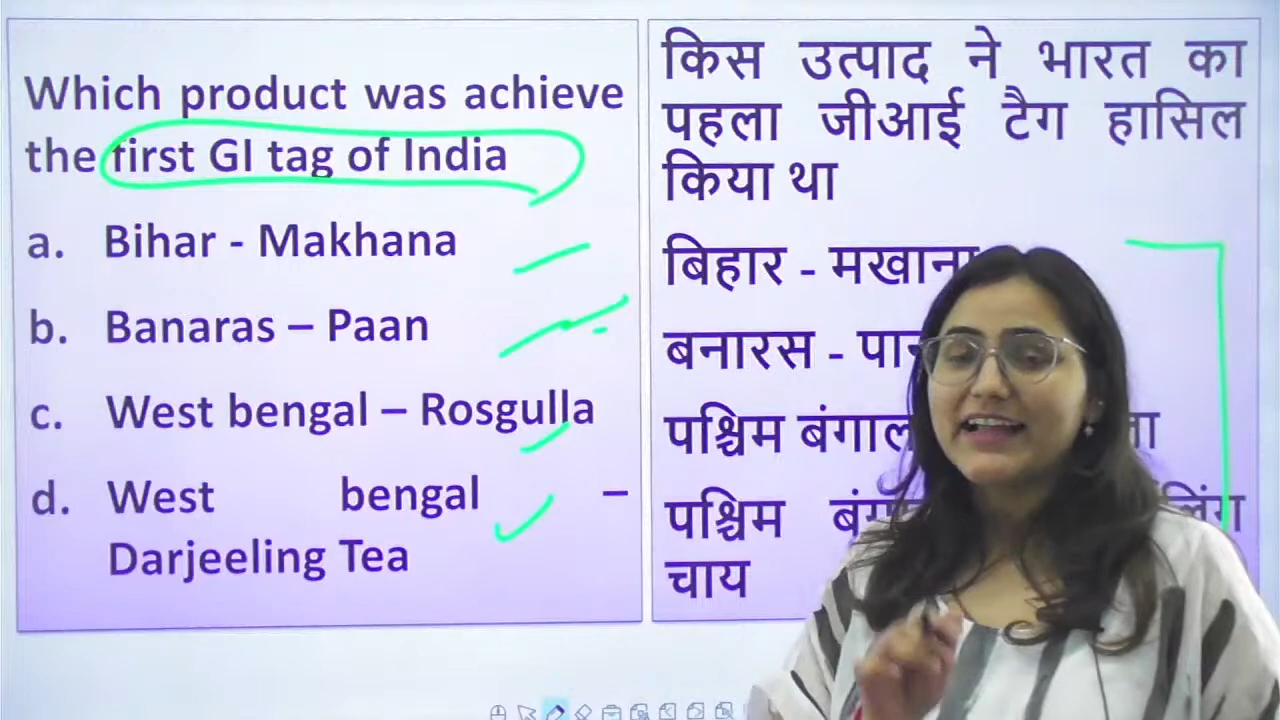 Which product was achieve
the first GI tag of India
a. Bihar - Makhana
b. Banaras – Paan
c. West bengal – Rosgulla
d. West bengal –
Darjeeling Tea
किस उत्पाद ने भारत का
पहला जीआई टैग हासिल
किया था
बिहार - मखाना
बनारस -
पश्चिम
पश्चिम
चाय